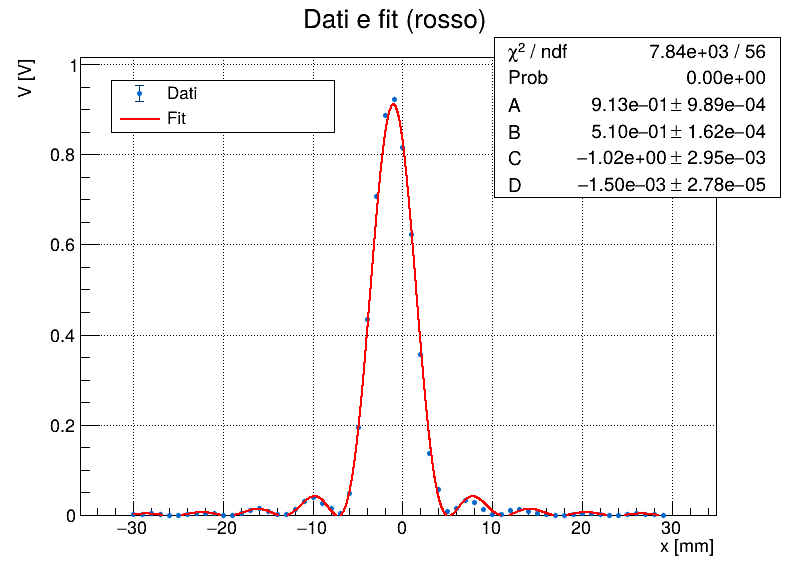 Dati e fit (rosso)
χ² / ndf 7.84e+03 / 56
Prob 0.00e+00
A 9.13e−01 ± 9.89e−04
B 5.10e−01 ± 1.62e−04
C −1.02e+00 ± 2.95e−03
D −1.50e−03 ± 2.78e−05
V [V]
Dati
Fit
1
0.8
0.6
0.4
0.2
0
−30 −20 −10 0 10 20 30
x [mm]